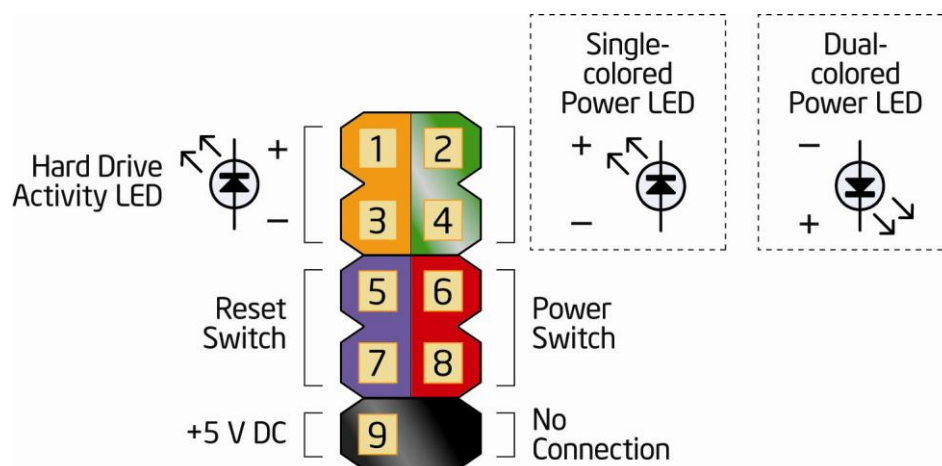 Single-
colored
Power LED
+
−
Dual-
colored
Power LED
−
+
Hard Drive
Activity LED
+
−
1 2
3 4
Reset
Switch
5 6
7 8
Power
Switch
+5 V DC
9
No
Connection